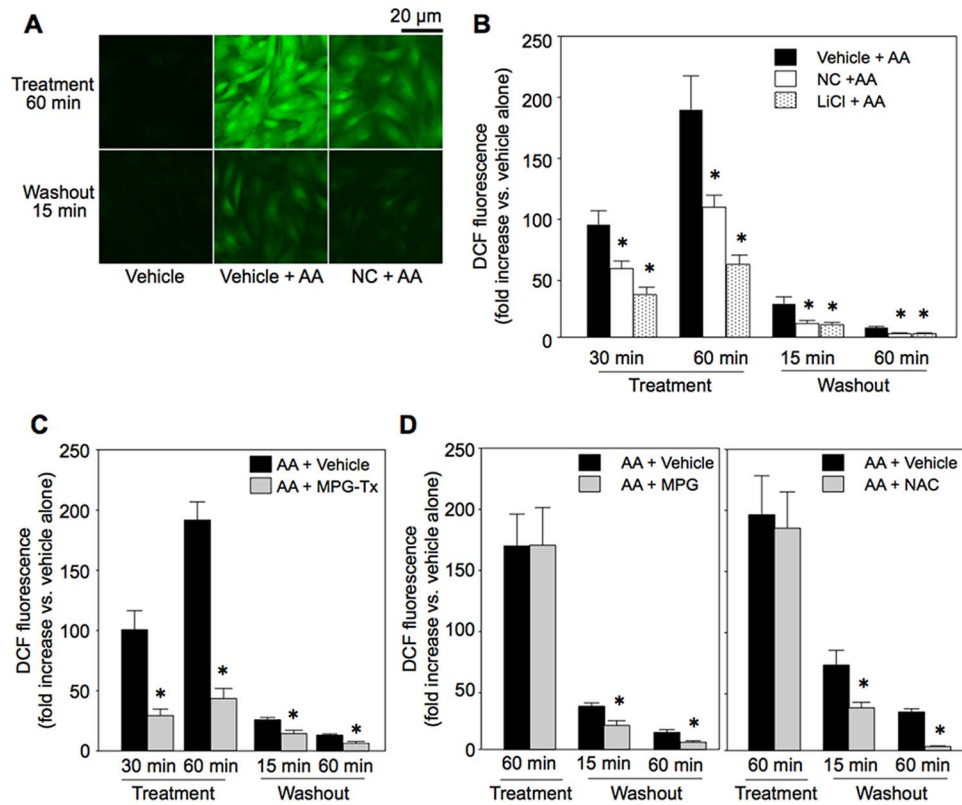 A
20 µm
Treatment
60 min
Washout
15 min
Vehicle
Vehicle + AA
NC + AA
B
DCF fluorescence
(fold increase vs. vehicle alone)
250
200
150
100
50
0
Vehicle + AA
NC +AA
LiCl + AA
*
*
*
*
*
*
*
*
30 min
60 min
15 min
60 min
Treatment
Washout
C
DCF fluorescence
(fold increase vs. vehicle alone)
250
200
150
100
50
0
AA + Vehicle
AA + MPG-Tx
*
*
*
*
30 min
60 min
15 min
60 min
Treatment
Washout
D
DCF fluorescence
(fold increase vs. vehicle alone)
250
200
150
100
50
0
AA + Vehicle
AA + MPG
*
*
60 min
15 min
60 min
Treatment
Washout
AA + Vehicle
AA + NAC
*
*
60 min
15 min
60 min
Treatment
Washout